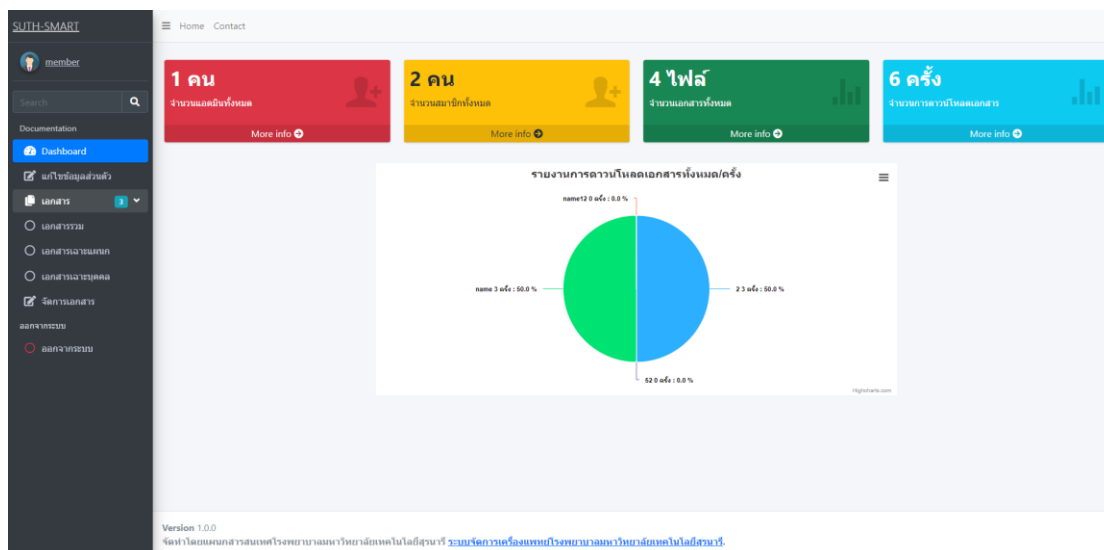 SUTH-SMART
Home Contact
member
Search
Documentation
Dashboard
แก้ไขข้อมูลส่วนตัว
เอกสาร 3
เอกสารรวม
เอกสารเฉาะแผนก
เอกสารเฉาะบุคคล
จัดการเอกสาร
ออกจากระบบ
ออกจากระบบ
1 คน
จำนวนแอดมินทั้งหมด
More info
2 คน
จำนวนสมาชิกทั้งหมด
More info
4 ไฟล์
จำนวนเอกสารทั้งหมด
More info
6 ครั้ง
จำนวนการดาวน์โหลดเอกสาร
More info
รายงานการดาวน์โหลดเอกสารทั้งหมด/ครั้ง
name12 0 ครั้ง : 0.0 %
name 3 ครั้ง : 50.0 %
2 3 ครั้ง : 50.0 %
52 0 ครั้ง : 0.0 %
Highcharts.com
Version 1.0.0
จัดทำโดยแผนกสารสนเทศโรงพยาบาลมหาวิทยาลัยเทคโนโลยีสุรนารี ระบบจัดการเครื่องแพทย์โรงพยาบาลมหาวิทยาลัยเทคโนโลยีสุรนารี.